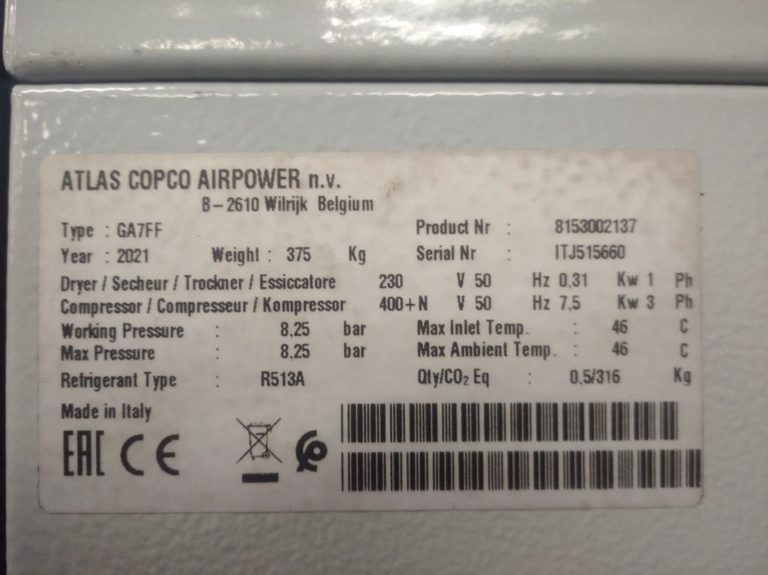 ATLAS COPCO AIRPOWER n.v.
B-2610 Wilrijk Belgium
Type : GA7FF Product Nr : 8153002137
Year : 2021 Weight : 375 Kg Serial Nr : ITJ515660
Dryer / Secheur / Trockner / Essiccatore 230 V 50 Hz 0,31 Kw 1 Ph
Compressor / Compresseur / Kompressor 400+N V 50 Hz 7,5 Kw 3 Ph
Working Pressure : 8,25 bar Max Inlet Temp. : 46 C
Max Pressure : 8,25 bar Max Ambient Temp. : 46 C
Refrigerant Type : R513A Qty/CO₂ Eq : 0,5/316 Kg
Made in Italy
EAC CE